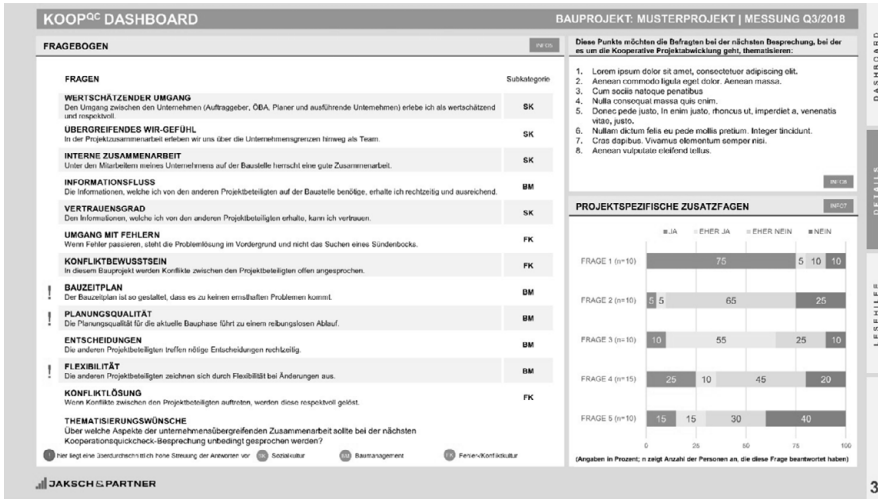 KOOPQC DASHBOARD
BAUPROJEKT: MUSTERPROJEKT | MESSUNG Q3/2018
FRAGEBOGEN
INFO5
FRAGEN
Subkategorie
WERTSCHÄTZENDER UMGANG
Den Umgang zwischen den Unternehmen (Auftraggeber, ÖBA, Planer und ausführende Unternehmen) erlebe ich als wertschätzend
und respektvoll.
SK
ÜBERGREIFENDES WIR-GEFÜHL
In der Projektzusammenarbeit erleben wir uns über die Unternehmensgrenzen hinweg als Team.
SK
INTERNE ZUSAMMENARBEIT
Unter den Mitarbeitern meines Unternehmens auf der Baustelle herrscht eine gute Zusammenarbeit.
SK
INFORMATIONSFLUSS
Die Informationen, welche ich von den anderen Projektbeteiligten auf der Baustelle benötige, erhalte ich rechtzeitig und ausreichend.
BM
VERTRAUENSGRAD
Den Informationen, welche ich von den anderen Projektbeteiligten erhalte, kann ich vertrauen.
SK
UMGANG MIT FEHLERN
Wenn Fehler passieren, steht die Problemlösung im Vordergrund und nicht das Suchen eines Sündenbocks.
FK
KONFLIKTBEWUSSTSEIN
In diesem Bauprojekt werden Konflikte zwischen den Projektbeteiligten offen angesprochen.
FK
! BAUZEITPLAN
Der Bauzeitplan ist so gestaltet, dass es zu keinen ernsthaften Problemen kommt.
BM
! PLANUNGSQUALITÄT
Die Planungsqualität für die aktuelle Bauphase führt zu einem reibungslosen Ablauf.
BM
ENTSCHEIDUNGEN
Die anderen Projektbeteiligten treffen nötige Entscheidungen rechtzeitig.
BM
! FLEXIBILITÄT
Die anderen Projektbeteiligten zeichnen sich durch Flexibilität bei Änderungen aus.
BM
KONFLIKTLÖSUNG
Wenn Konflikte zwischen den Projektbeteiligten auftreten, werden diese respektvoll gelöst.
FK
THEMATISIERUNGSWÜNSCHE
Über welche Aspekte der unternehmensübergreifenden Zusammenarbeit sollte bei der nächsten
Kooperationsquickcheck-Besprechung unbedingt gesprochen werden?
! hier liegt eine überdurchschnittlich hohe Streuung der Antworten vor SK Sozialkultur BM Baumanagement FK Fehler-/Konfliktkultur
Diese Punkte möchten die Befragten bei der nächsten Besprechung, bei der
es um die Kooperative Projektabwicklung geht, thematisieren:
1. Lorem ipsum dolor sit amet, consectetuer adipiscing elit.
2. Aenean commodo ligula eget dolor. Aenean massa.
3. Cum sociis natoque penatibus
4. Nulla consequat massa quis enim.
5. Donec pede justo, In enim justo, rhoncus ut, imperdiet a, venenatis
vitae, justo.
6. Nullam dictum felis eu pede mollis pretium. Integer tincidunt.
7. Cras dapibus. Vivamus elementum semper nisi.
8. Aenean vulputate eleifend tellus.
INFO6
PROJEKTSPEZIFISCHE ZUSATZFAGEN
INFO7
JA EHER JA EHER NEIN NEIN
FRAGE 1 (n=10) 75 5 10 10
FRAGE 2 (n=10) 5 5 65 25
FRAGE 3 (n=10) 10 55 25 10
FRAGE 4 (n=15) 25 10 45 20
FRAGE 5 (n=10) 15 15 30 40
0 25 50 75 100
(Angaben in Prozent; n zeigt Anzahl der Personen an, die diese Frage beantwortet haben)
DASHBOARD
DETAILS
LESEHILFE
JAKSCH & PARTNER
3